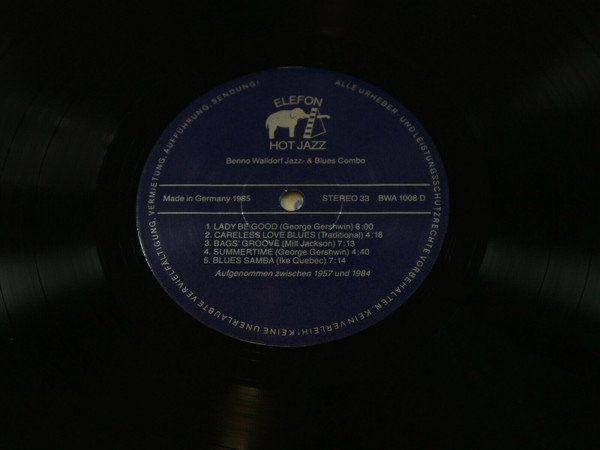 ELEFON
HOT JAZZ
Benno Walldorf Jazz- & Blues Combo
Made in Germany 1985
STEREO 33 BWA 1008 D
1. LADY BE GOOD (George Gershwin) 6:00
2. CARELESS LOVE BLUES (Traditional) 4:18
3. BAGS' GROOVE (Milt Jackson) 7:13
4. SUMMERTIME (George Gershwin) 4:40
5. BLUES SAMBA (Ike Quebec) 7:14
Aufgenommen zwischen 1957 und 1984
ALLE URHEBER- UND LEISTUNGSSCHUTZRECHTE VORBEHALTEN. KEIN VERLEIH! KEINE UNERLAUBTE VERVIELFÄLTIGUNG, VERMIETUNG, AUFFÜHRUNG, SENDUNG!